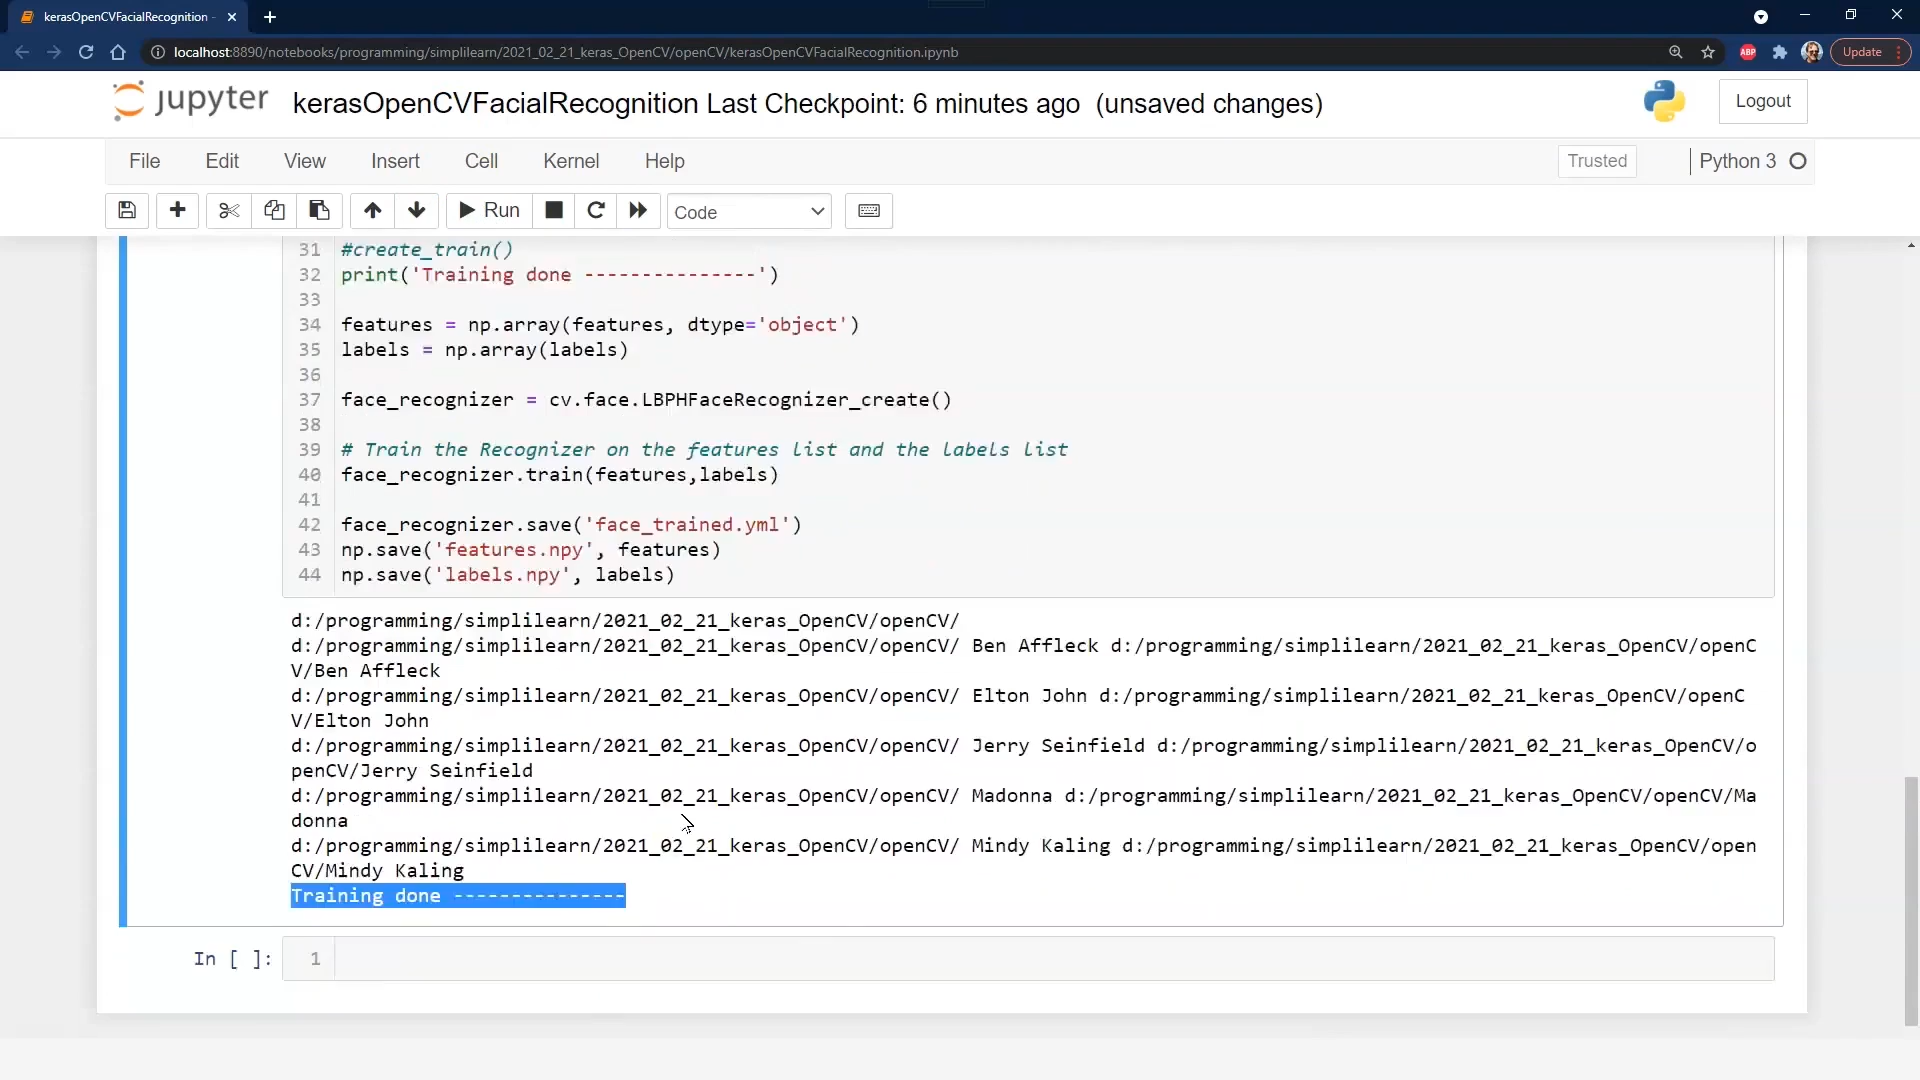 kerasOpenCVFacialRecognition -
localhost:8890/notebooks/programming/simplilearn/2021_02_21_keras_OpenCV/openCV/kerasOpenCVFacialRecognition.ipynb
ABP
Update
jupyter kerasOpenCVFacialRecognition Last Checkpoint: 6 minutes ago (unsaved changes)
Logout
File Edit View Insert Cell Kernel Help
Trusted
Python 3
Run
Code
31 #create_train()
32 print('Training done ---------------')
33
34 features = np.array(features, dtype='object')
35 labels = np.array(labels)
36
37 face_recognizer = cv.face.LBPHFaceRecognizer_create()
38
39 # Train the Recognizer on the features list and the labels list
40 face_recognizer.train(features,labels)
41
42 face_recognizer.save('face_trained.yml')
43 np.save('features.npy', features)
44 np.save('labels.npy', labels)
d:/programming/simplilearn/2021_02_21_keras_OpenCV/openCV/
d:/programming/simplilearn/2021_02_21_keras_OpenCV/openCV/ Ben Affleck d:/programming/simplilearn/2021_02_21_keras_OpenCV/openC
V/Ben Affleck
d:/programming/simplilearn/2021_02_21_keras_OpenCV/openCV/ Elton John d:/programming/simplilearn/2021_02_21_keras_OpenCV/openC
V/Elton John
d:/programming/simplilearn/2021_02_21_keras_OpenCV/openCV/ Jerry Seinfield d:/programming/simplilearn/2021_02_21_keras_OpenCV/o
penCV/Jerry Seinfield
d:/programming/simplilearn/2021_02_21_keras_OpenCV/openCV/ Madonna d:/programming/simplilearn/2021_02_21_keras_OpenCV/openCV/Ma
donna
d:/programming/simplilearn/2021_02_21_keras_OpenCV/openCV/ Mindy Kaling d:/programming/simplilearn/2021_02_21_keras_OpenCV/open
CV/Mindy Kaling
Training done ---------------
In [ ]: 1